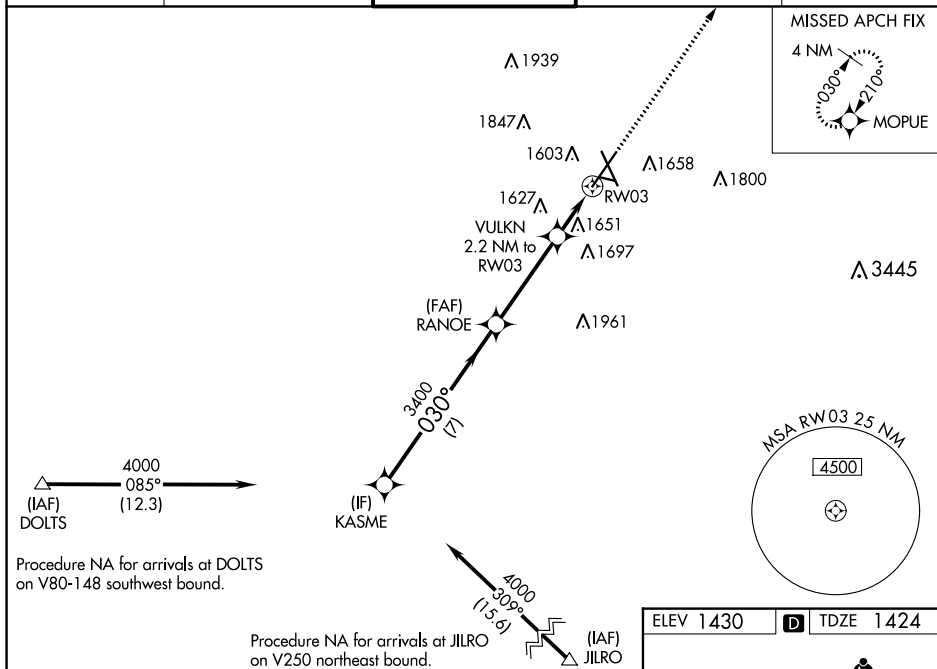 MISSED APCH FIX
4 NM
030°
210°
MOPUE
1939
1847
1603
1658
1800
RW03
1627
VULKN
2.2 NM to
RW03
1651
1697
3445
(FAF)
RANOE
1961
3400
030°
(7)
MSA RW03 25 NM
4500
4000
085°
(12.3)
(IAF)
DOLTS
(IF)
KASME
Procedure NA for arrivals at DOLTS
on V80-148 southwest bound.
4000
309°
(15.6)
Procedure NA for arrivals at JILRO
on V250 northeast bound.
(IAF)
JILRO
ELEV 1430
D
TDZE 1424